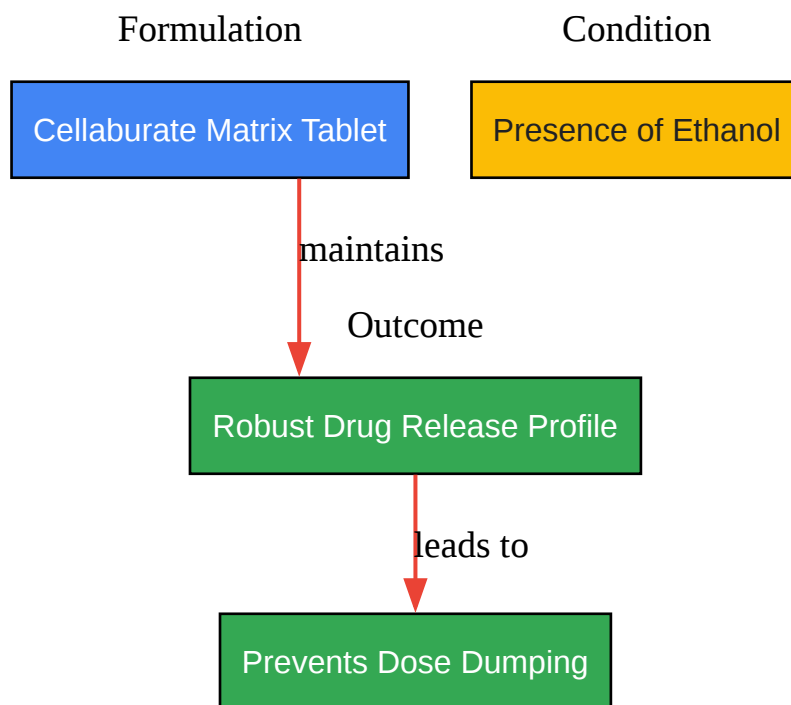 Formulation
Condition
Cellaburate Matrix Tablet
Presence of Ethanol
maintains
Outcome
Robust Drug Release Profile
leads to
Prevents Dose Dumping